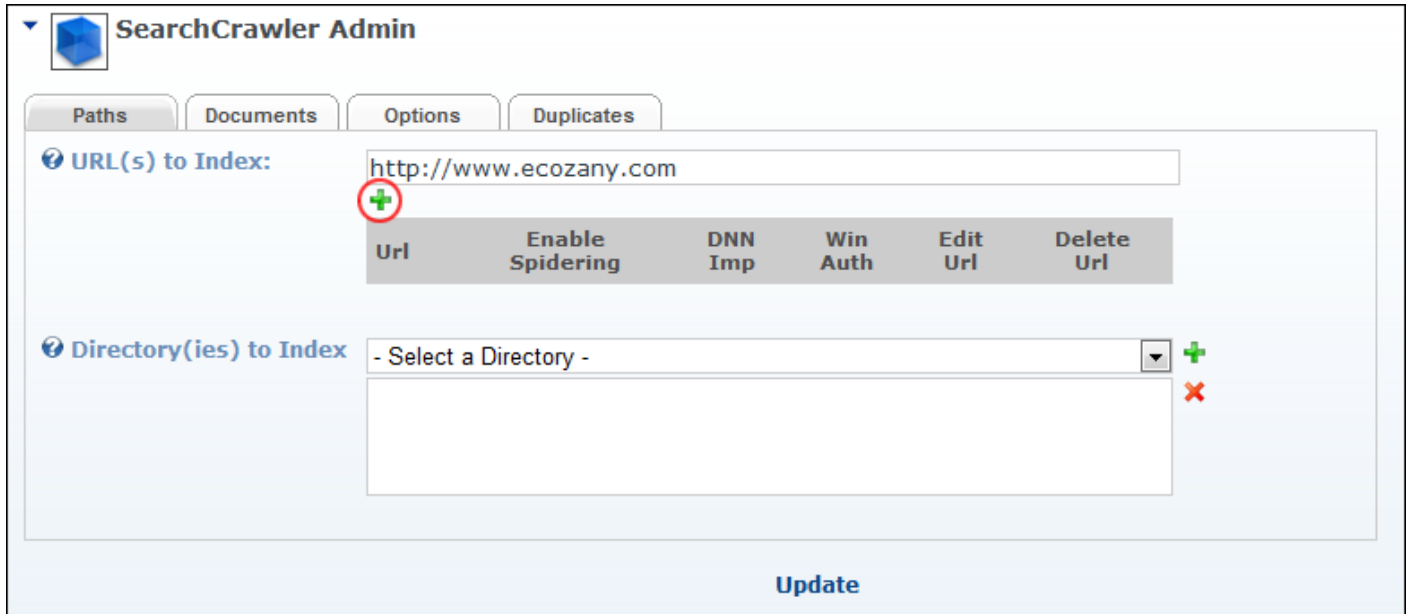 SearchCrawler Admin
Paths Documents Options Duplicates
URL(s) to Index: http://www.ecozany.com
Url Enable Spidering DNN Imp Win Auth Edit Url Delete Url
Directory(ies) to Index - Select a Directory -
Update